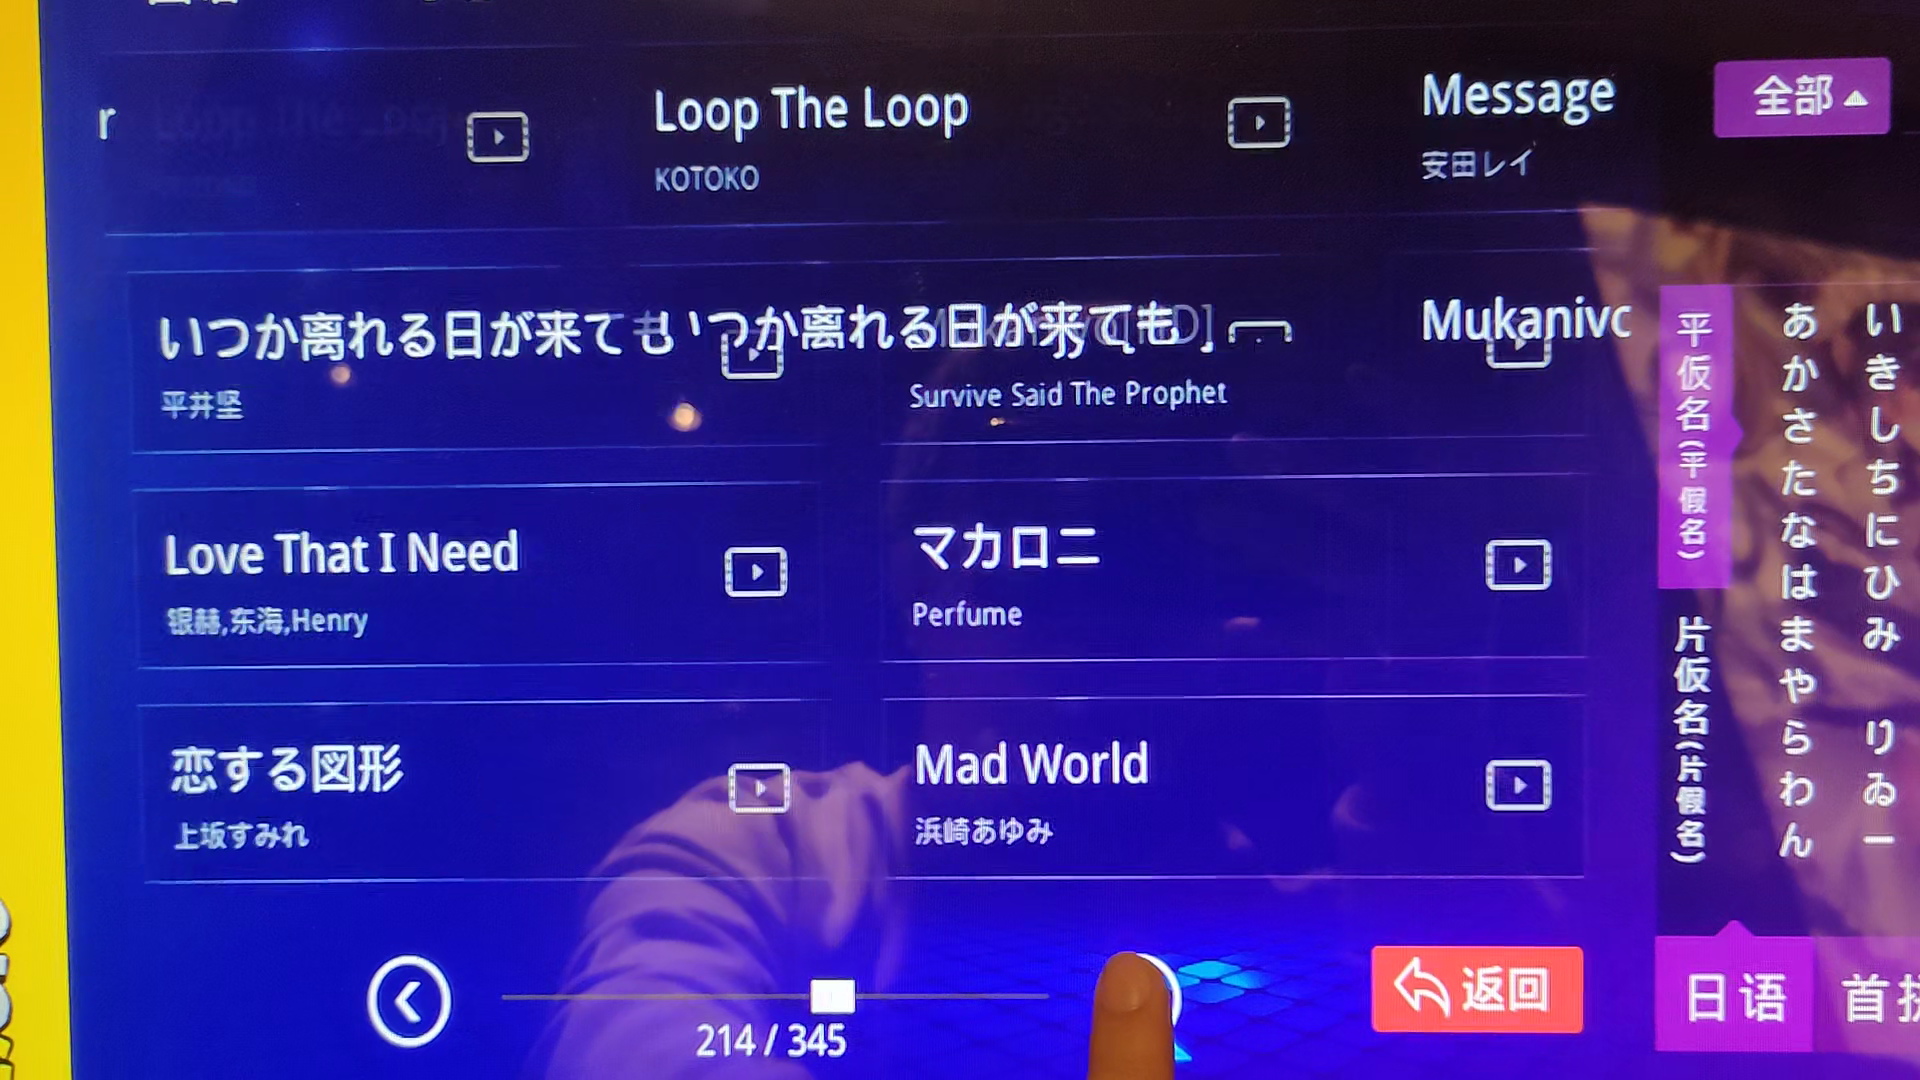 r
Loop The Loop
KOTOKO
Message
安田レイ
全部
いつか离れる日が来ても いつか离れる日が来ても
平井坚
Survive Said The Prophet
Mukanivo
Love That I Need
银赫,东海,Henry
マカロニ
Perfume
恋する図形
上坂すみれ
Mad World
浜崎あゆみ
214 / 345
返回
平仮名(平假名)
片仮名(片假名)
あかさたなはまやらわん
いきしちにひみ りゐー
日语
首拼